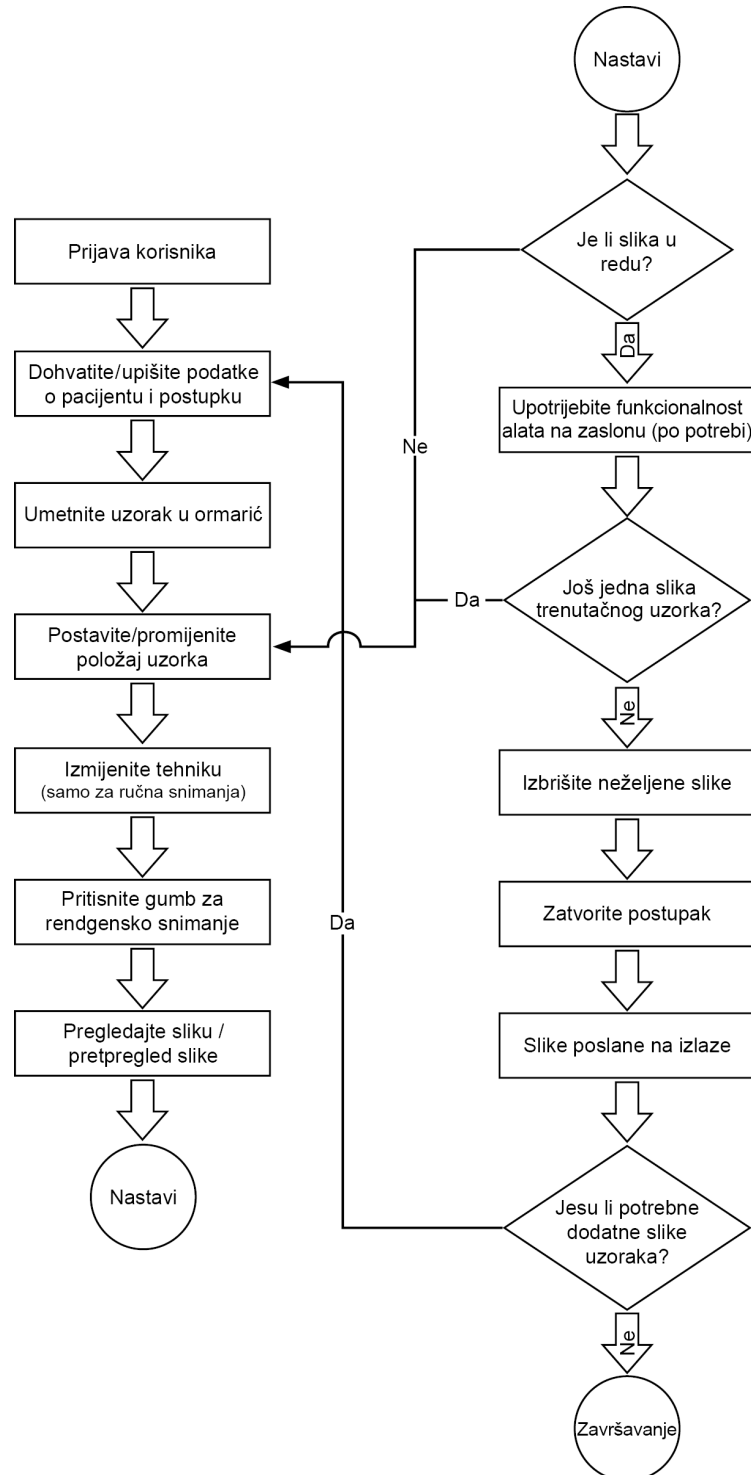 Prijava korisnika
Dohvatite/upišite podatke
o pacijentu i postupku
Umetnite uzorak u ormarić
Postavite/promijenite
položaj uzorka
Izmijenite tehniku
(samo za ručna snimanja)
Pritisnite gumb za
rendgensko snimanje
Pregledajte sliku /
pretpregled slike
Nastavi
Nastavi
Je li slika u
redu?
Ne
Da
Upotrijebite funkcionalnost
alata na zaslonu (po potrebi)
Još jedna slika
trenutačnog uzorka?
Da
Ne
Izbrišite neželjene slike
Zatvorite postupak
Slike poslane na izlaze
Jesu li potrebne
dodatne slike
uzoraka?
Da
Ne
Završavanje